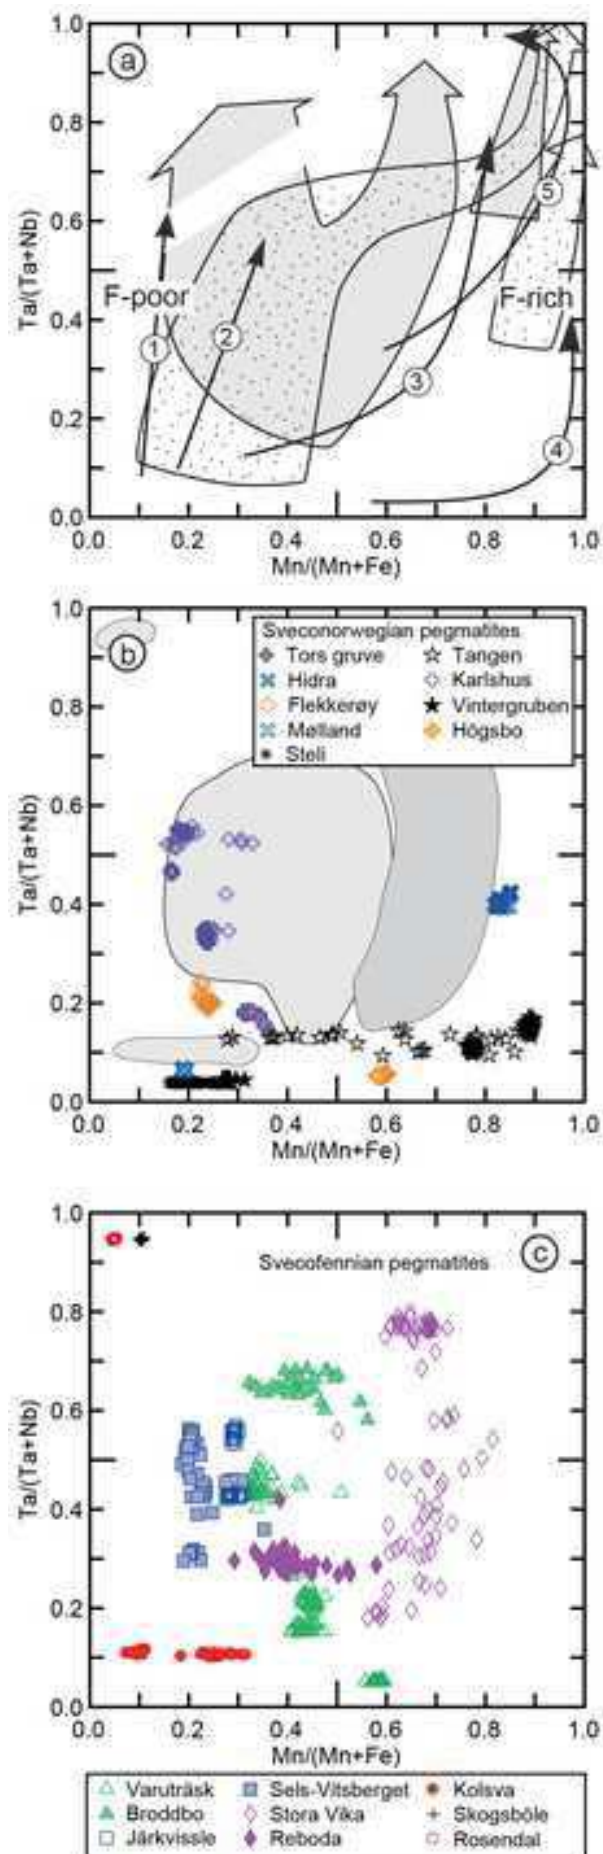 1.0
a
0.8
0.6
F-poor
F-rich
5
0.4
2
1
3
0.2
4
0.0
0.0 0.2 0.4 0.6 0.8 1.0
Ta/(Ta+Nb)
Mn/(Mn+Fe)
1.0
b
Sveconorwegian pegmatites
Tors gruve
Tangen
Hidra
Karlshus
Flekkerøy
Vintergruben
Mølland
Högsbo
Steli
0.8
0.6
0.4
0.2
0.0
0.0 0.2 0.4 0.6 0.8 1.0
Ta/(Ta+Nb)
Mn/(Mn+Fe)
1.0
Svecofennian pegmatites
c
0.8
0.6
0.4
0.2
0.0
0.0 0.2 0.4 0.6 0.8 1.0
Ta/(Ta+Nb)
Mn/(Mn+Fe)
Varuträsk
Sels-Vitsberget
Kolsva
Broddbo
Stora Vika
Skogsböle
Järkvissle
Reboda
Rosendal